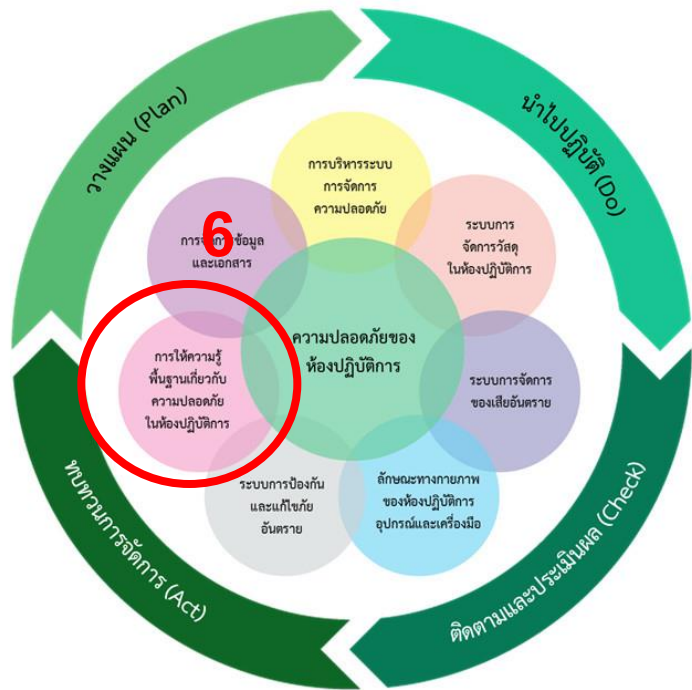 วางแผน (Plan)
นำไปปฏิบัติ (Do)
การบริหารระบบ
การจัดการ
ความปลอดภัย
6
การ ข้อมูล
และเอกสาร
ระบบการ
จัดการวัสดุ
ในห้องปฏิบัติการ
ความปลอดภัยของ
ห้องปฏิบัติการ
การให้ความรู้
พื้นฐานเกี่ยวกับ
ความปลอดภัย
ในห้องปฏิบัติการ
ระบบการจัดการ
ของเสียอันตราย
ระบบการป้องกัน
และแก้ไขภัย
อันตราย
ลักษณะทางกายภาพ
ของห้องปฏิบัติการ
อุปกรณ์และเครื่องมือ
ทบทวนการจัดการ (Act)
ติดตามและประเมินผล (Check)